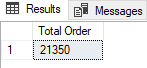 Results Messages
Total Order
1 21350